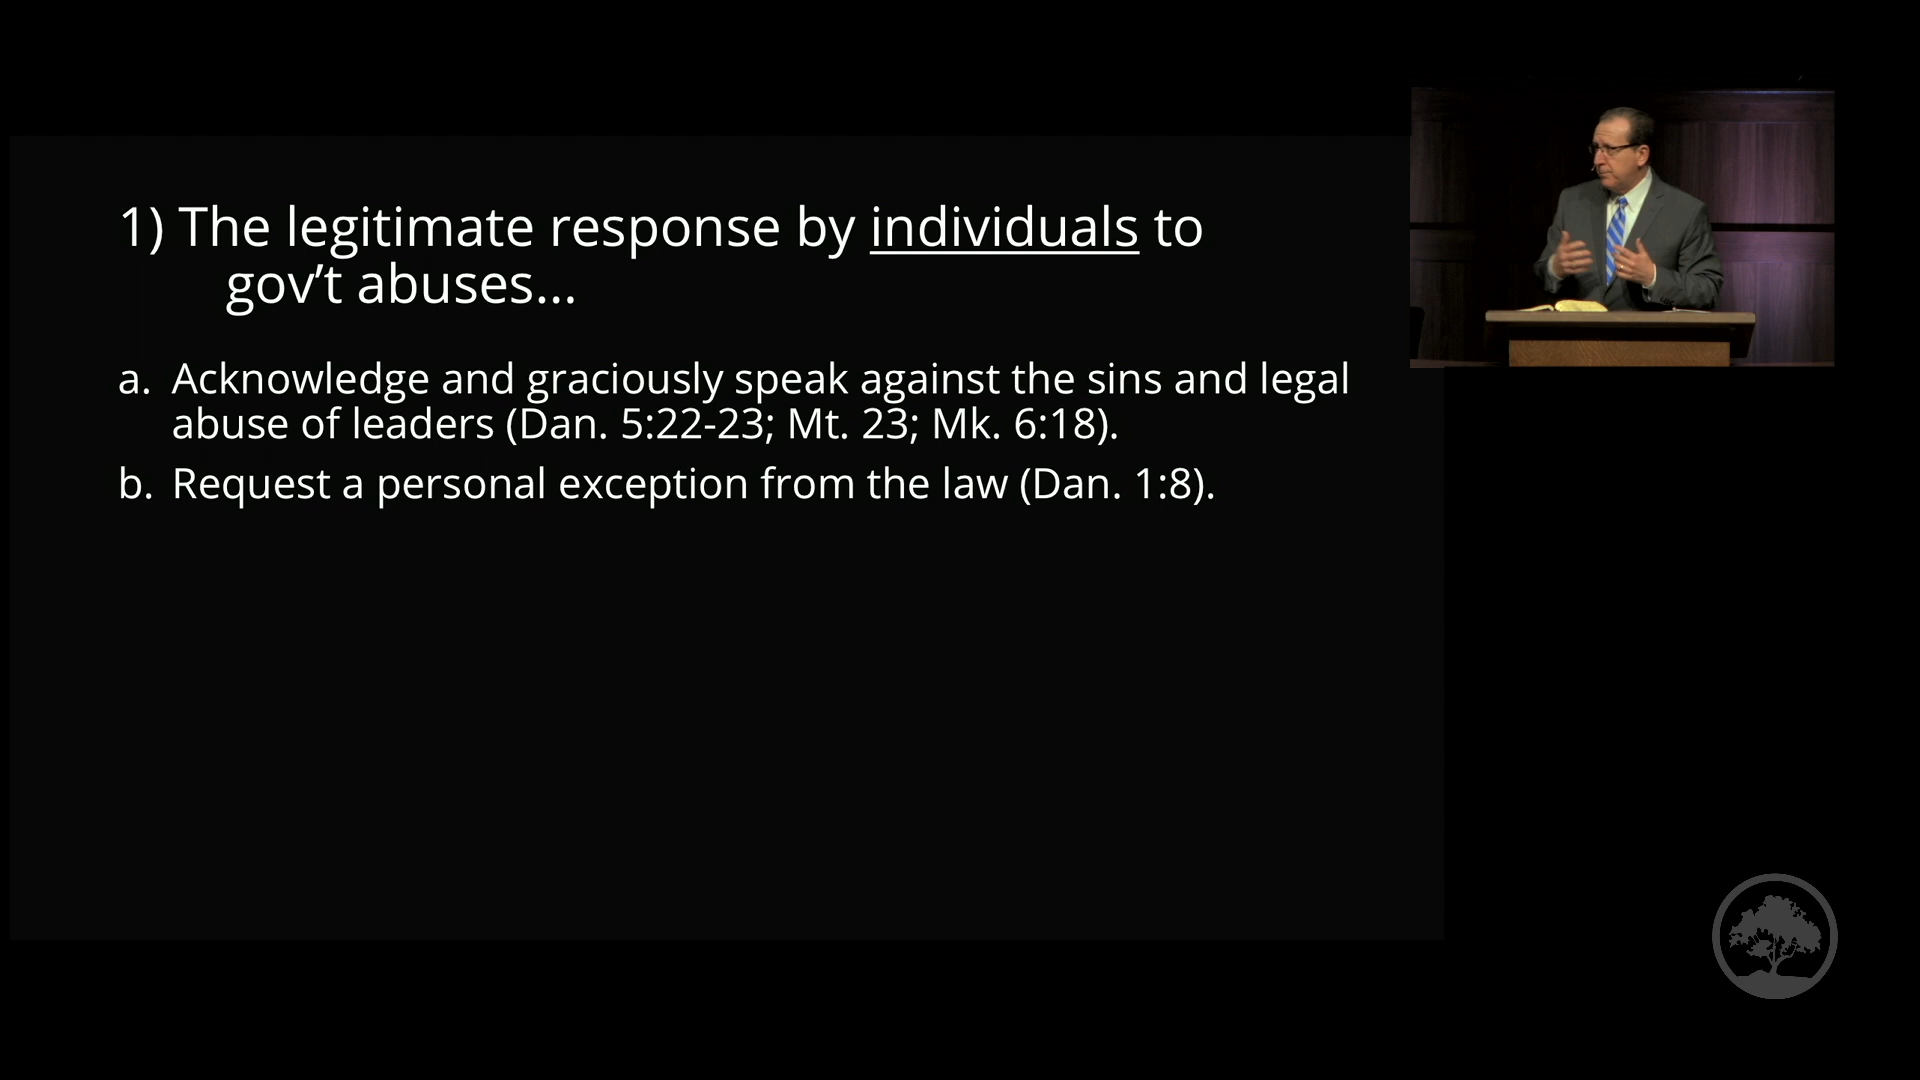 1) The legitimate response by individuals to
gov’t abuses…
a. Acknowledge and graciously speak against the sins and legal
abuse of leaders (Dan. 5:22-23; Mt. 23; Mk. 6:18).
b. Request a personal exception from the law (Dan. 1:8).